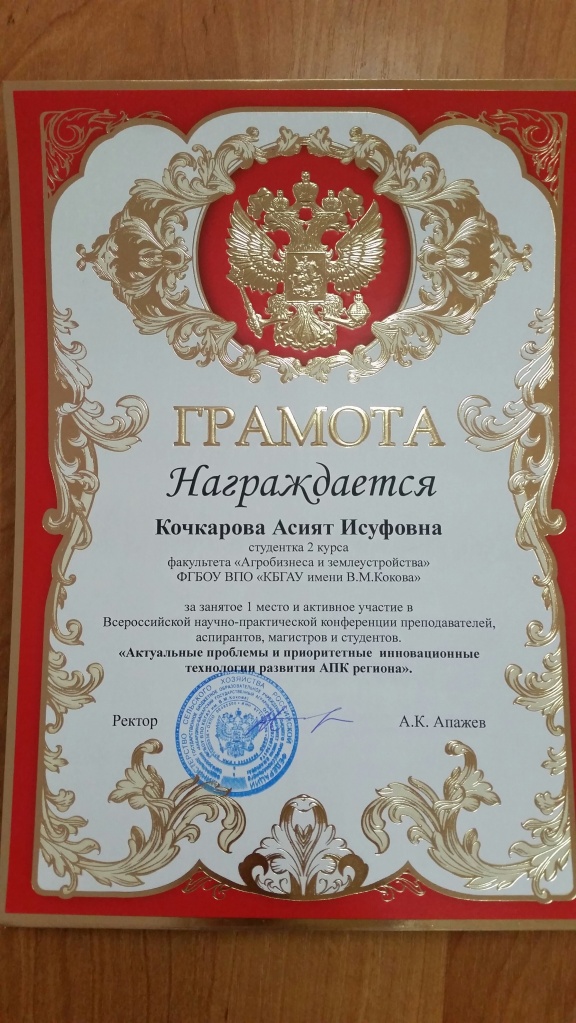 ГРАМОТА
Награждается
Кочкарова Асият Исуфовна
студентка 2 курса
факультета «Агробизнеса и землеустройства»
ФГБОУ ВПО «КБГАУ имени В.М.Кокова»
за занятое 1 место и активное участие в
Всероссийской научно-практической конференции преподавателей,
аспирантов, магистров и студентов.
«Актуальные проблемы и приоритетные инновационные
технологии развития АПК региона».
Ректор
А.К. Апажев
СЕЛЬСКОГО ХОЗЯЙСТВА